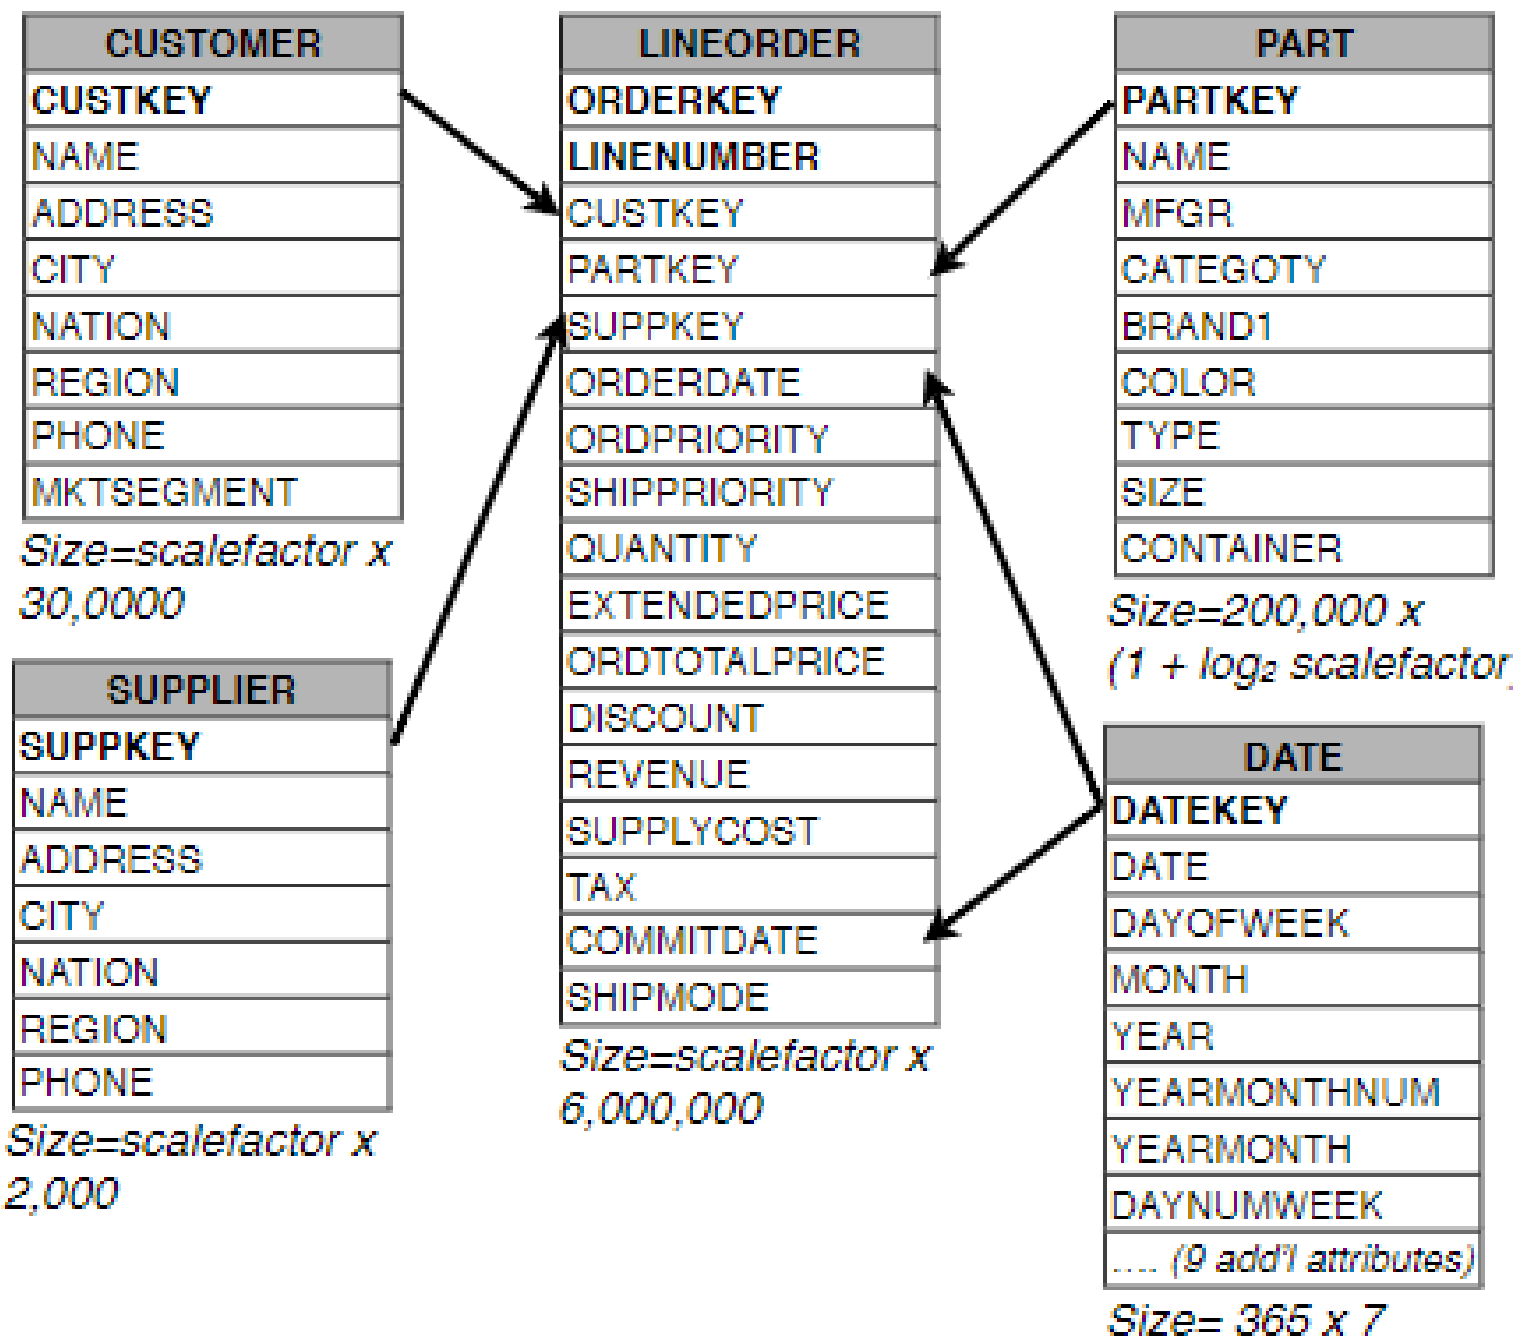 CUSTOMER
CUSTKEY
NAME
ADDRESS
CITY
NATION
REGION
PHONE
MKTSEGMENT
Size=scalefactor x
30,0000
SUPPLIER
SUPPKEY
NAME
ADDRESS
CITY
NATION
REGION
PHONE
Size=scalefactor x
2,000
LINEORDER
ORDERKEY
LINENUMBER
CUSTKEY
PARTKEY
SUPPKEY
ORDERDATE
ORDPRIORITY
SHIPPRIORITY
QUANTITY
EXTENDEDPRICE
ORDTOTALPRICE
DISCOUNT
REVENUE
SUPPLYCOST
TAX
COMMITDATE
SHIPMODE
Size=scalefactor x
6,000,000
PART
PARTKEY
NAME
MFGR
CATEGOTY
BRAND1
COLOR
TYPE
SIZE
CONTAINER
Size=200,000 x
(1 + log₂ scalefactor)
DATE
DATEKEY
DATE
DAYOFWEEK
MONTH
YEAR
YEARMONTHNUM
YEARMONTH
DAYNUMWEEK
.... (9 add'l attributes)
Size= 365 x 7